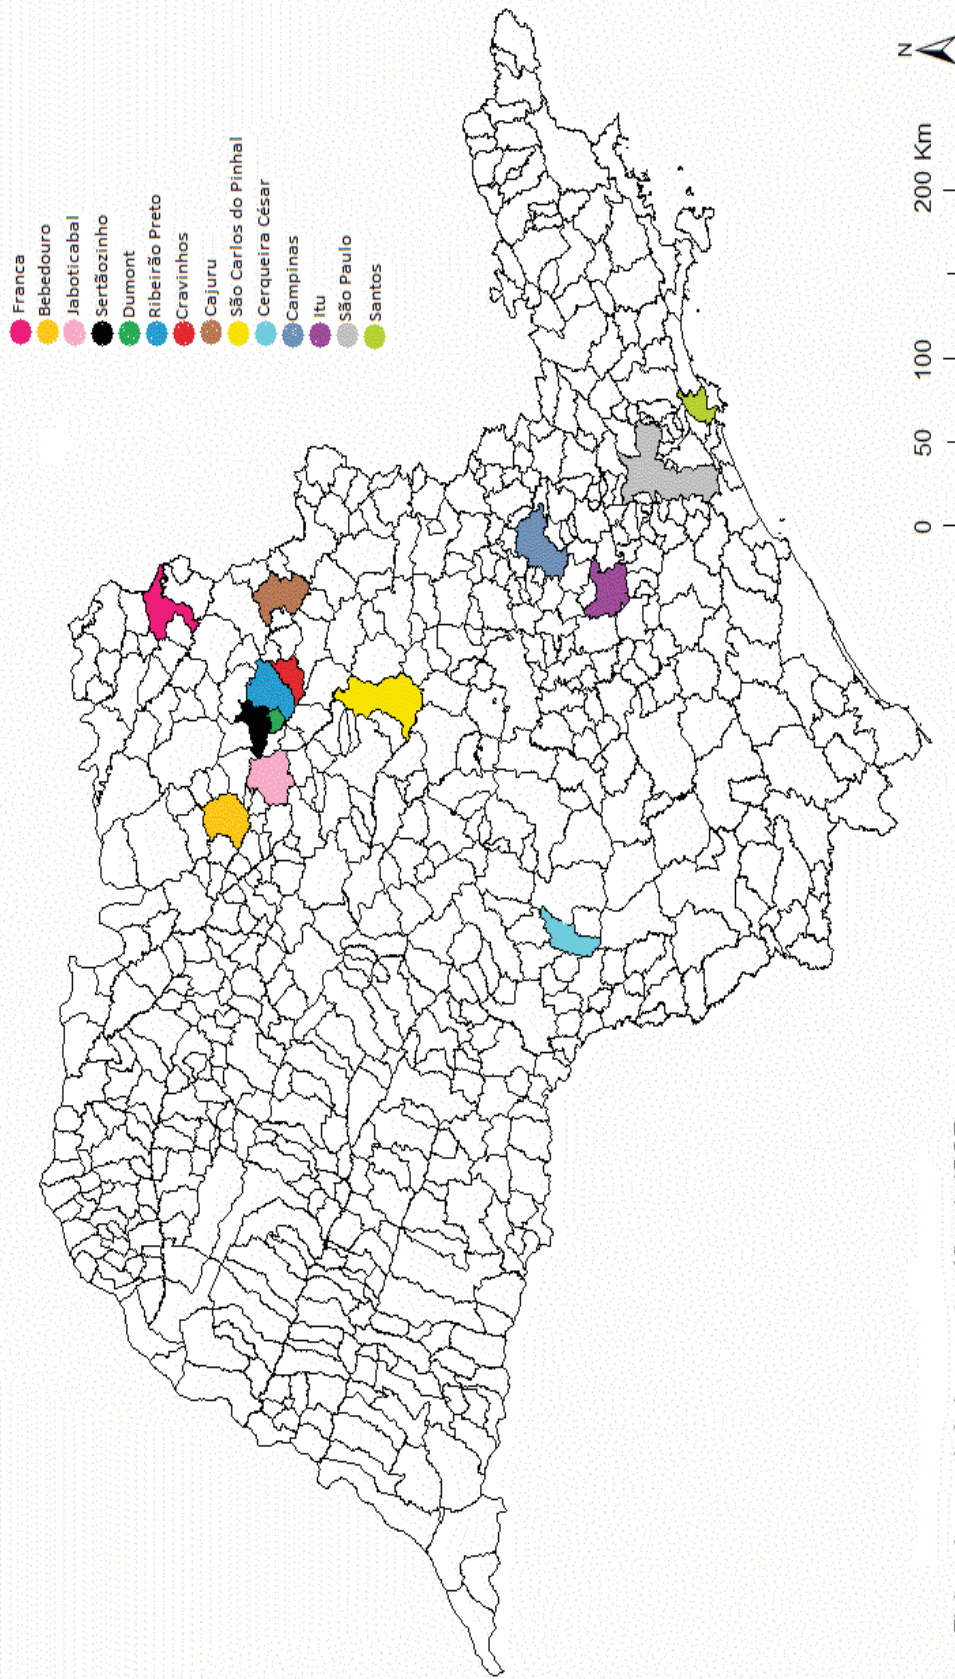 Franca
Bebedouro
Jaboticabal
Sertãozinho
Dumont
Ribeirão Preto
Cravinhos
Cajuru
São Carlos do Pinhal
Cerqueira César
Campinas
Itu
São Paulo
Santos
N
0 50 100 200 Km